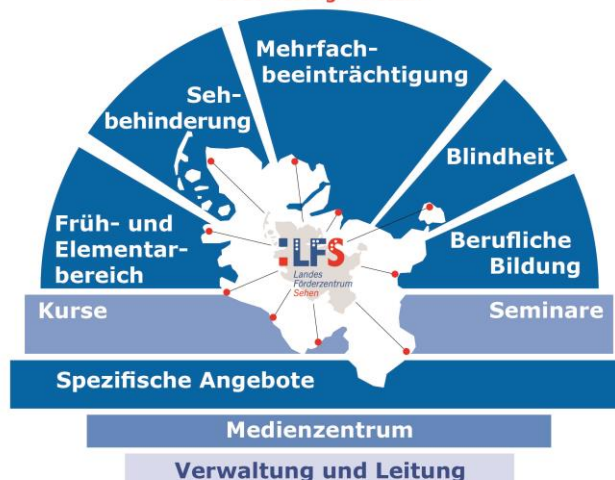 Mehrfach-
beeinträchtigung
Seh-
behinderung
Blindheit
Früh- und
Elementar-
bereich
Berufliche
Bildung
LFS
Landes
Förderzentrum
Sehen
Kurse
Seminare
Spezifische Angebote
Medienzentrum
Verwaltung und Leitung